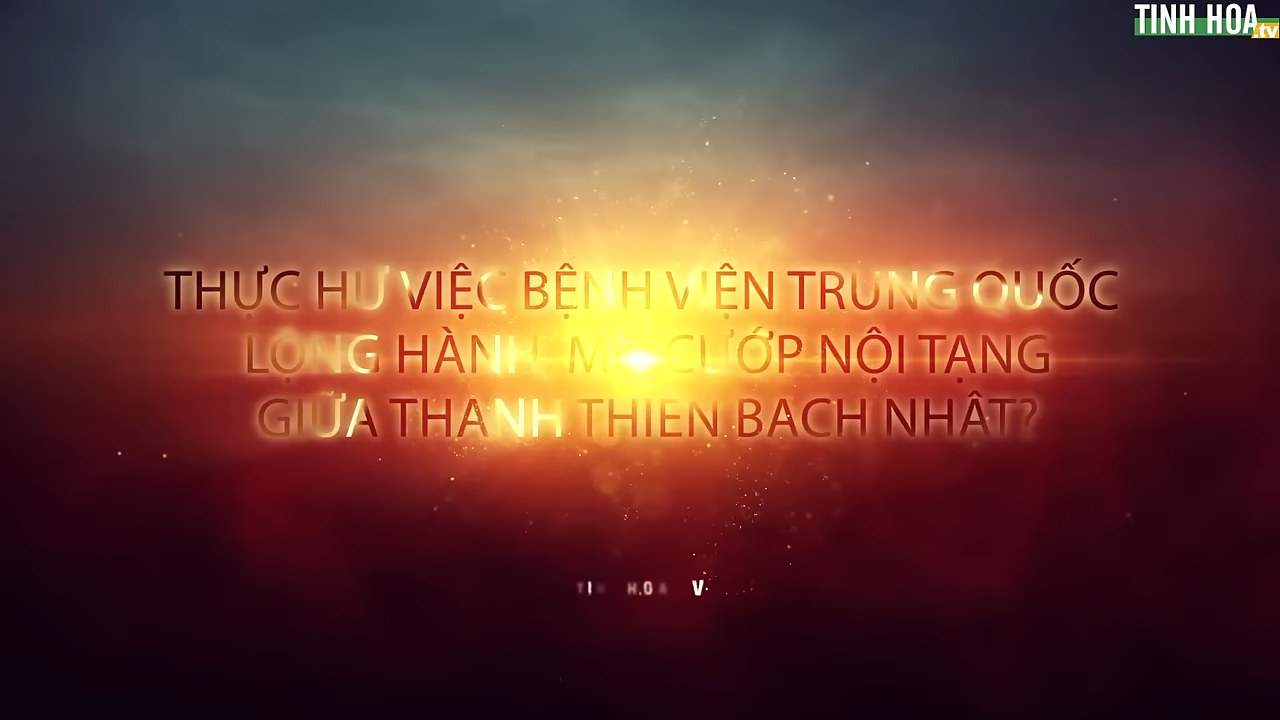 TINH HOA.tv
THỰC HƯ VIỆC BỆNH VIỆN TRUNG QUỐC
LỘNG HÀNH CƯỚP NỘI TẠNG
GIỮA THANH THIÊN BẠCH NHẬT?